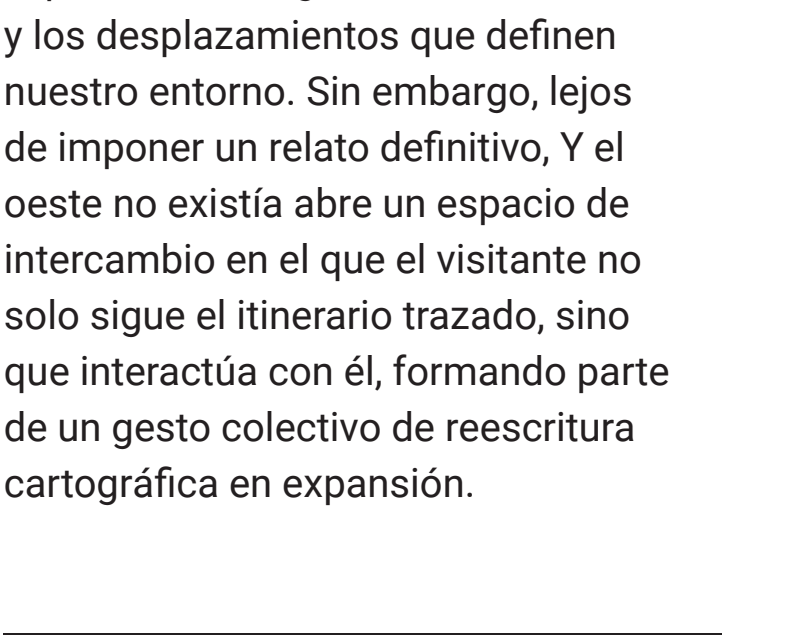 y los desplazamientos que definen
nuestro entorno. Sin embargo, lejos
de imponer un relato definitivo, Y el
oeste no existía abre un espacio de
intercambio en el que el visitante no
solo sigue el itinerario trazado, sino
que interactúa con él, formando parte
de un gesto colectivo de reescritura
cartográfica en expansión.